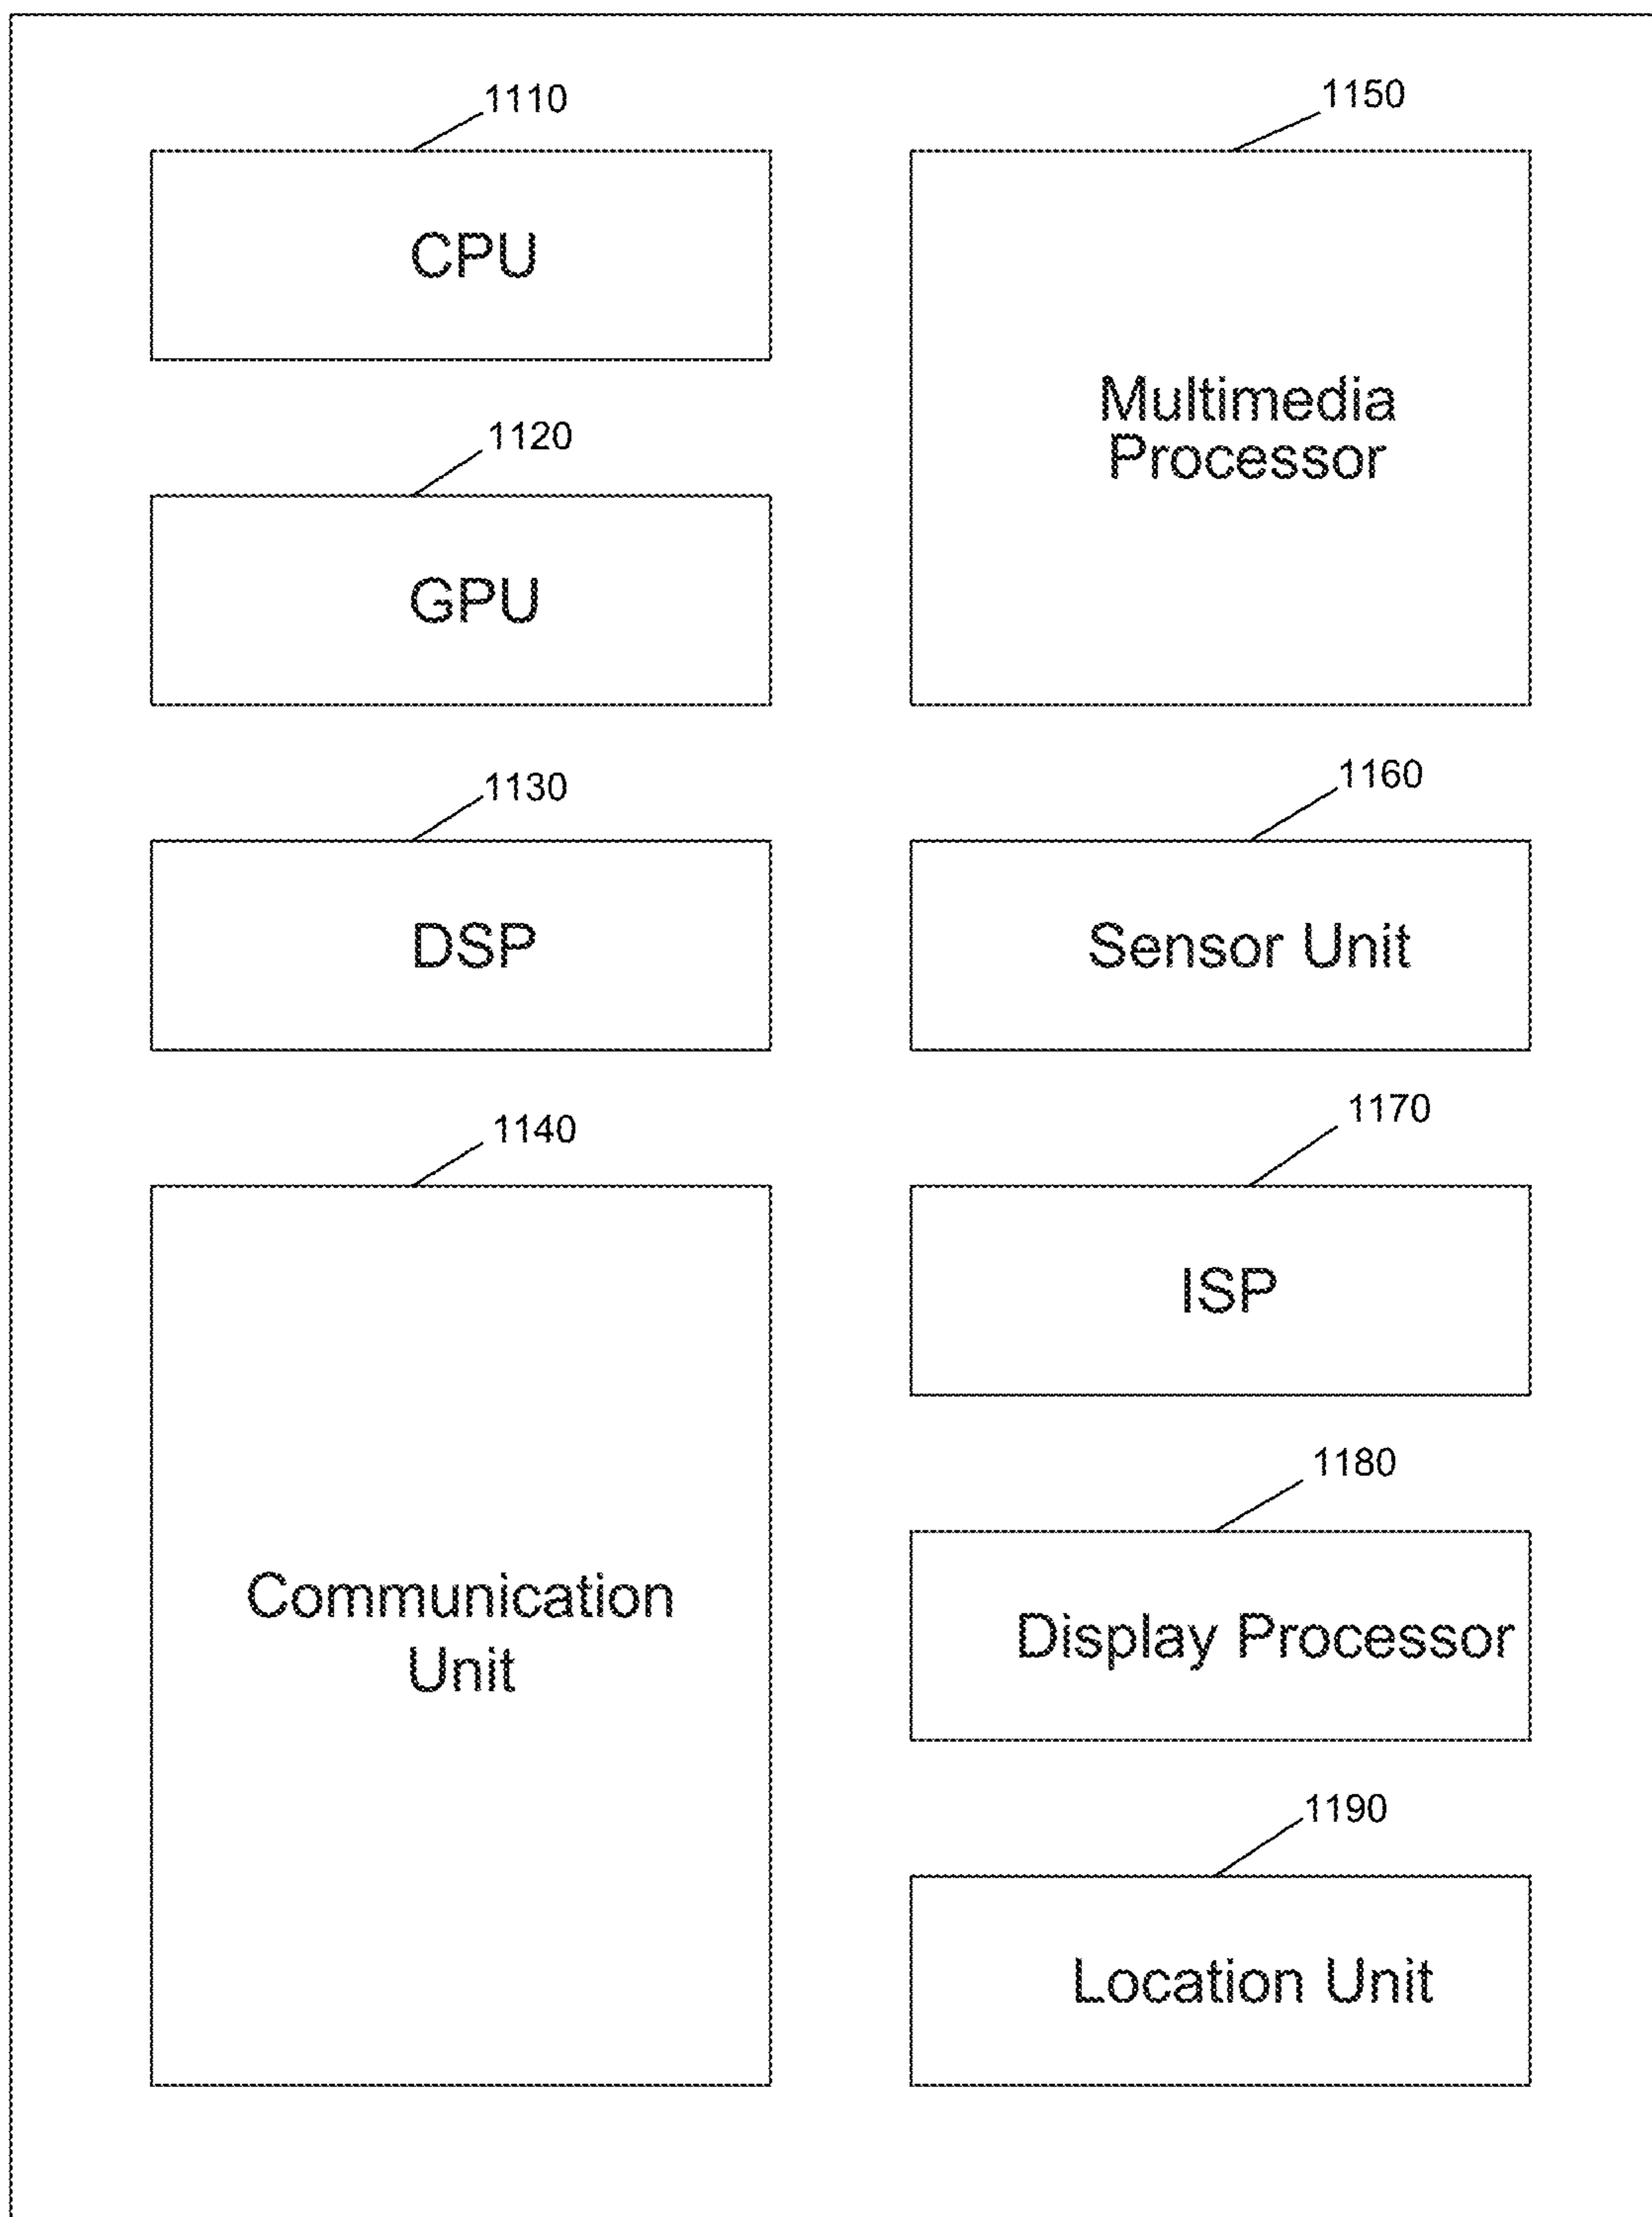 1110
CPU
1120
GPU
1130
DSP
1140
Communication
Unit
1150
Multimedia
Processor
1160
Sensor Unit
1170
ISP
1180
Display Processor
1190
Location Unit